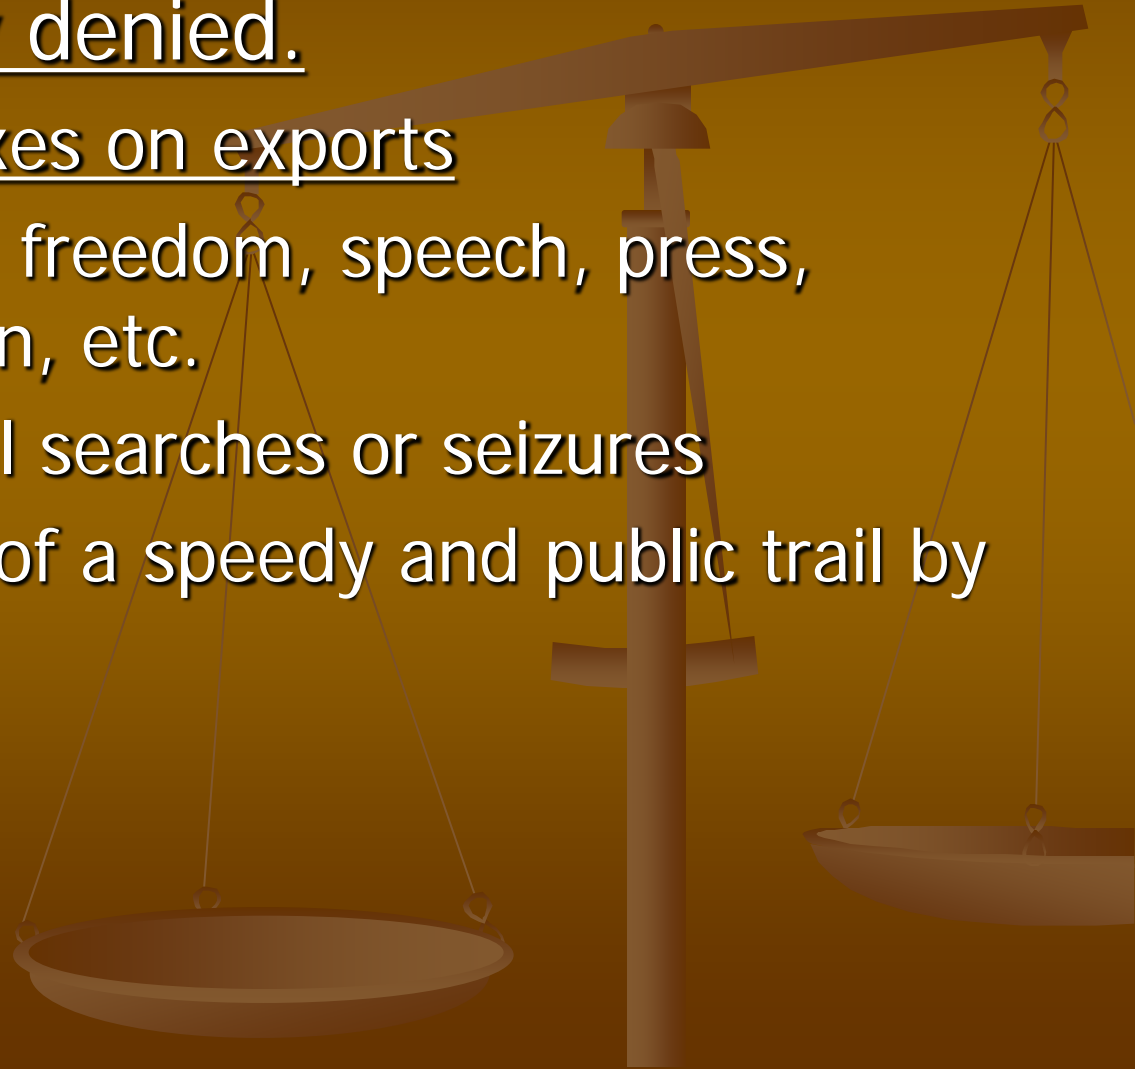 denied.
xes on exports
freedom, speech, press,
n, etc.
l searches or seizures
of a speedy and public trail by